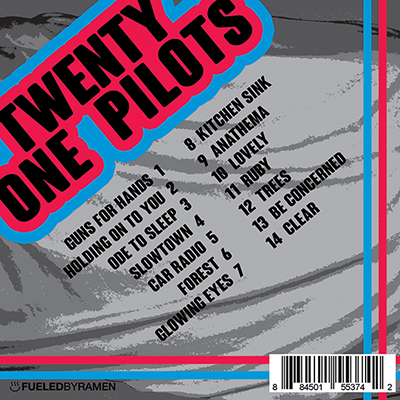 TWENTY
ONE PILOTS
GUNS FOR HANDS 1
HOLDING ON TO YOU 2
ODE TO SLEEP 3
SLOWTOWN 4
CAR RADIO 5
FOREST 6
GLOWING EYES 7
8 KITCHEN SINK
9 ANATHEMA
10 LOVELY
11 RUBY
12 TREES
13 BE CONCERNED
14 CLEAR
FUELEDBYRAMEN
8 84501 55374 2